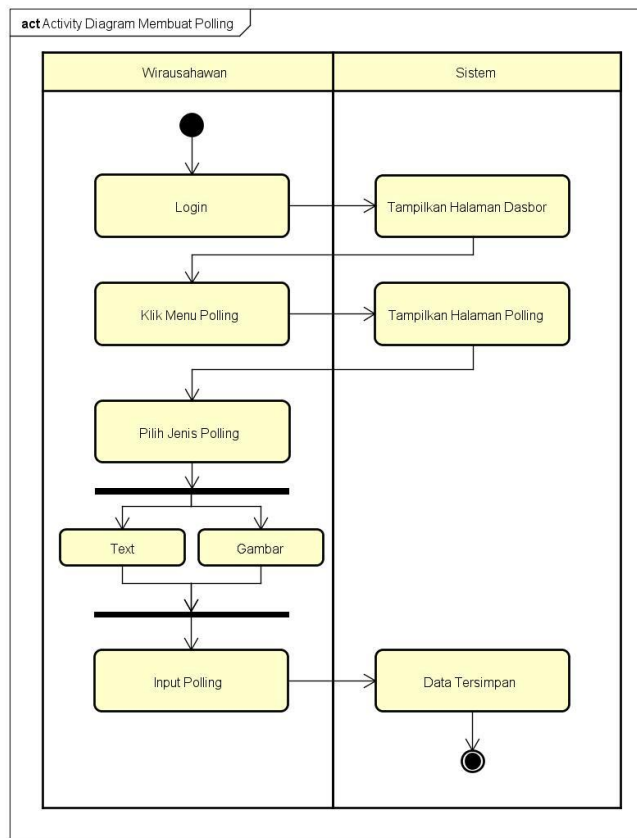 act Activity Diagram Membuat Polling
Wirausahawan
Sistem
Login
Tampilkan Halaman Dasbor
Klik Menu Polling
Tampilkan Halaman Polling
Pilih Jenis Polling
Text
Gambar
Input Polling
Data Tersimpan